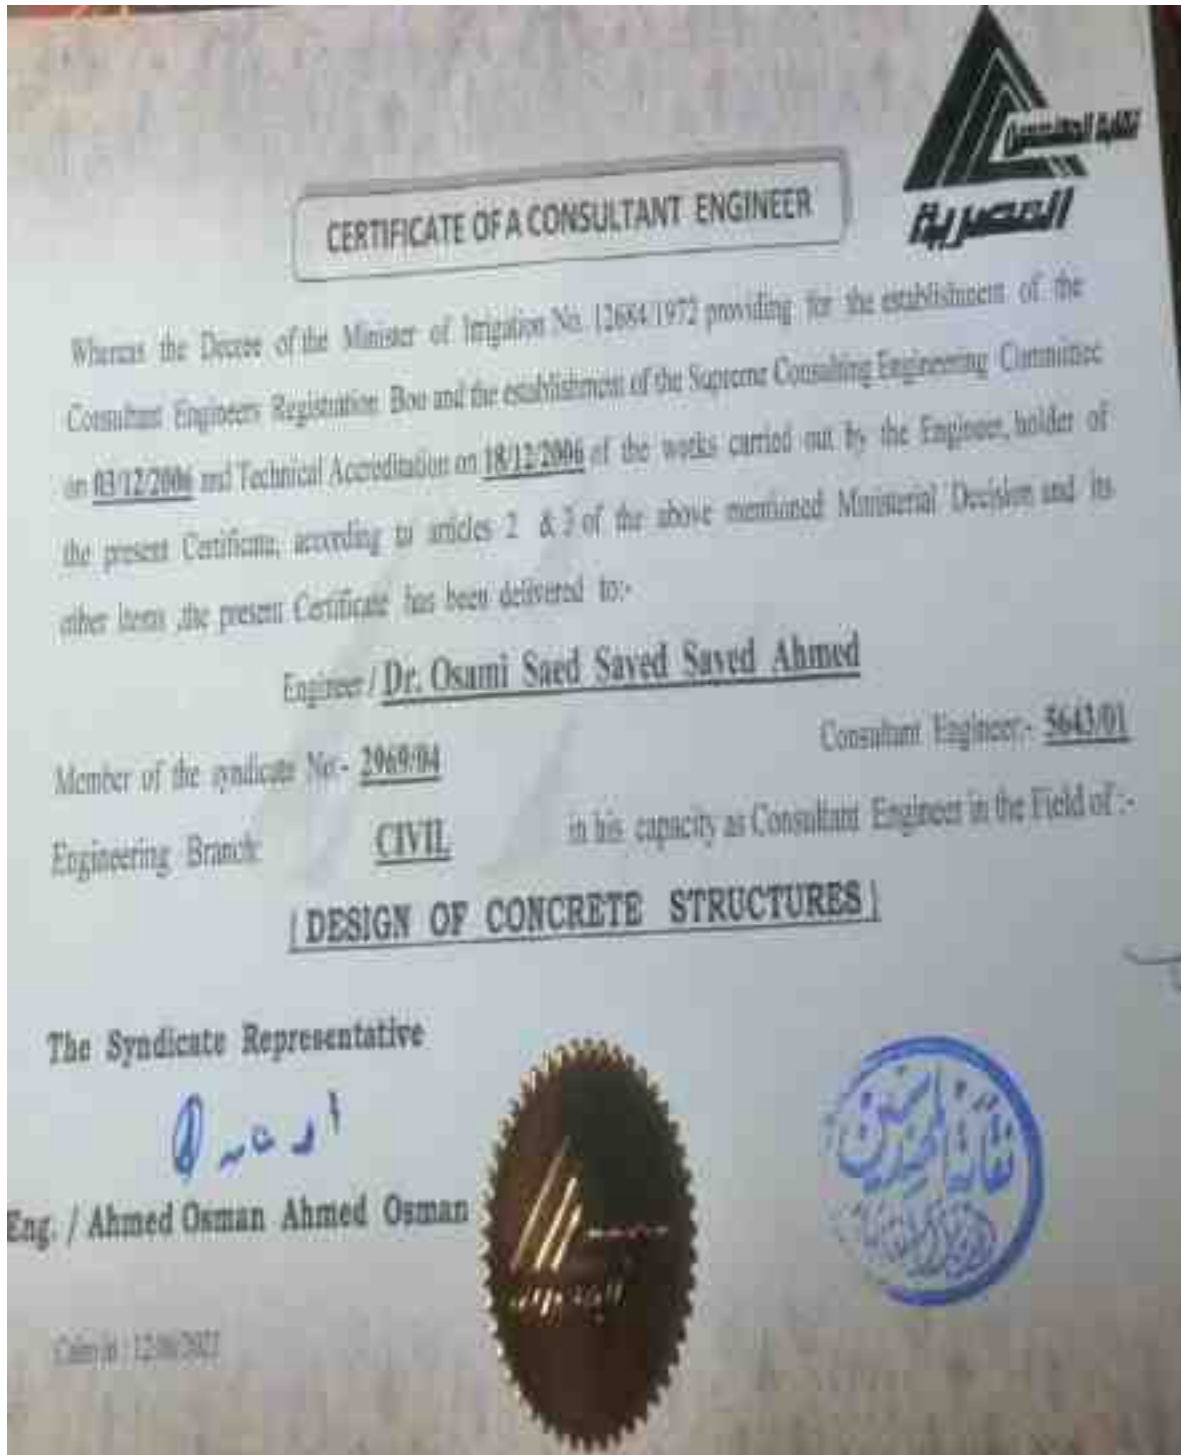 نقابة المهندسين
المصرية
CERTIFICATE OF A CONSULTANT ENGINEER
Whereas the Decree of the Minister of Irrigation No. 12684/1972 providing for the establishment of the
Consultant Engineers Registration Bou and the establishment of the Supreme Consulting Engineering Committee
on 03/12/2006 and Technical Accreditation on 18/12/2006 of the works carried out by the Engineer, holder of
the present Certificate, according to articles 2 & 3 of the above mentioned Ministerial Decision and its
other items ,the present Certificate has been delivered to:-
Engineer / Dr. Osami Saed Sayed Sayed Ahmed
Member of the syndicate No:- 2969/04
Consultant Engineer:- 5643/01
Engineering Branch: CIVIL in his capacity as Consultant Engineer in the Field of :-
[ DESIGN OF CONCRETE STRUCTURES ]
The Syndicate Representative
Eng. / Ahmed Osman Ahmed Osman
المصرية
نقابة المهندسين